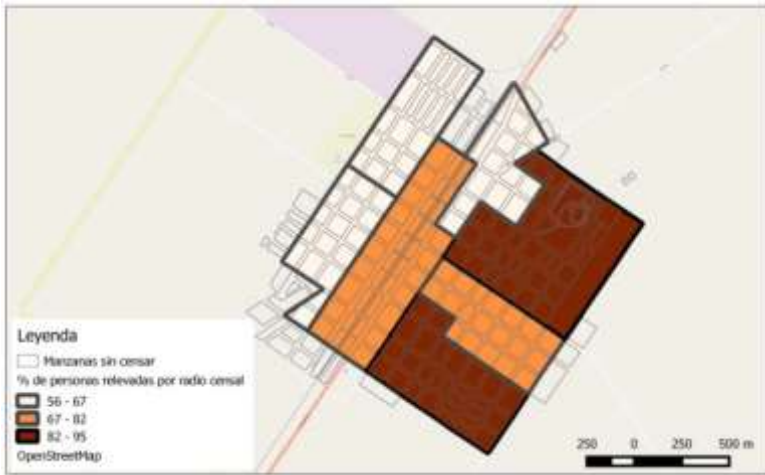 Leyenda
Manzanas sin censar
% de personas relevadas por radio censal
56 - 67
67 - 82
82 - 95
OpenStreetMap
250 0 250 500 m